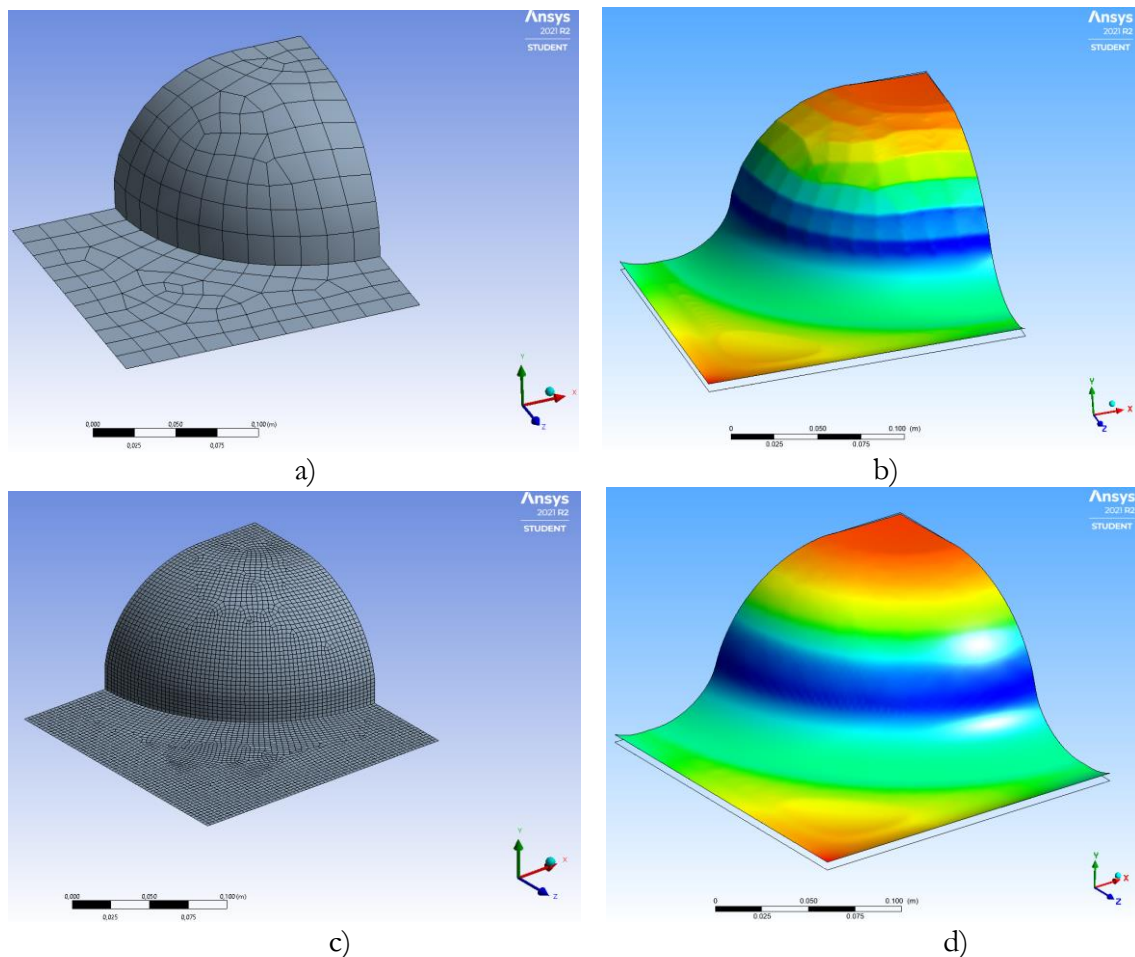 Ansys
2021 R2
STUDENT
Y
X
Z
0,000 0,050 0,100 (m)
0,025 0,075
a)
Ansys
2021 R2
STUDENT
Y
X
Z
0 0.050 0.100 (m)
0.025 0.075
b)
Ansys
2021 R2
STUDENT
Y
X
Z
0,000 0,050 0,100 (m)
0,025 0,075
c)
Ansys
2021 R2
STUDENT
Y
X
Z
0 0.050 0.100 (m)
0.025 0.075
d)